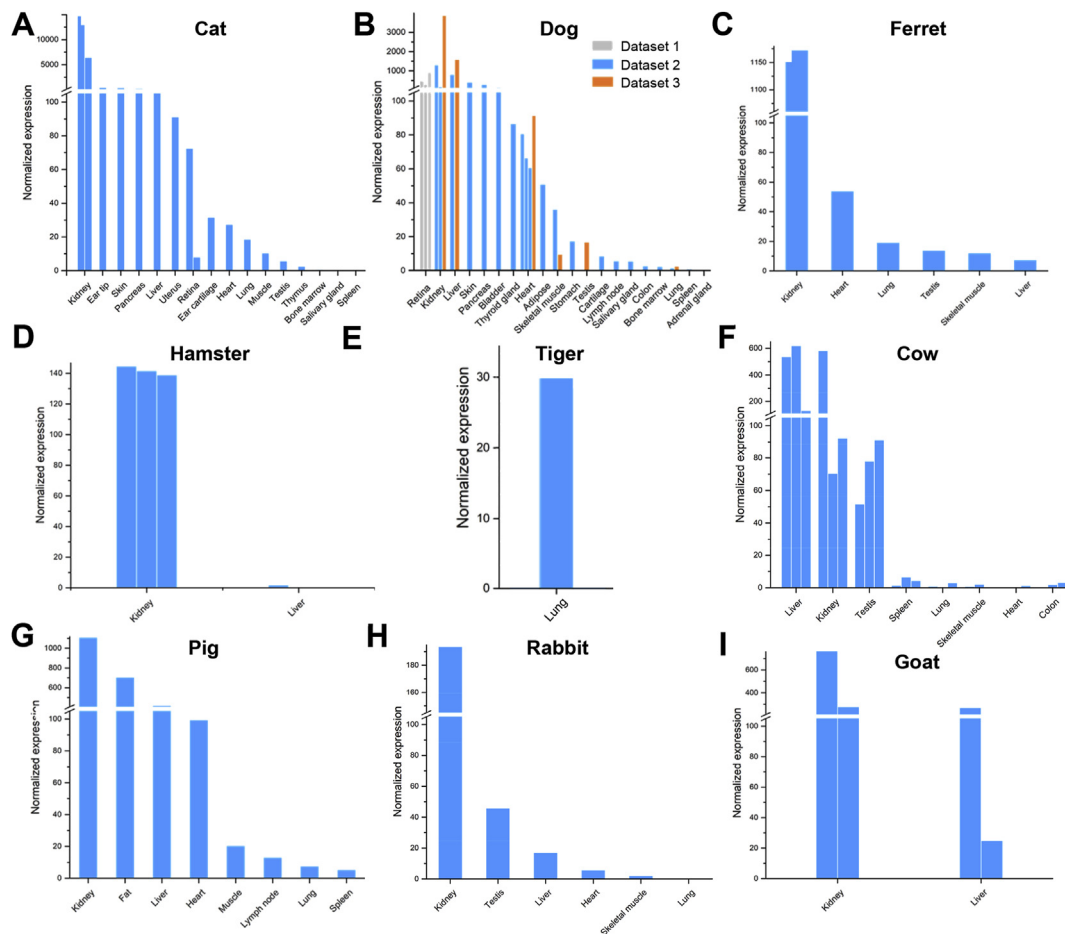 A
Cat
Normalized expression
10000
5000
100
80
60
40
20
0
Kidney
Ear tip
Skin
Pancreas
Liver
Uterus
Retina
Ear cartilage
Heart
Lung
Muscle
Testis
Thymus
Bone marrow
Salivary gland
Spleen
B
Dog
Dataset 1
Dataset 2
Dataset 3
Normalized expression
3000
2000
1000
100
80
60
40
20
0
Retina
Kidney
Liver
Skin
Pancreas
Bladder
Thyroid gland
Heart
Adipose
Skeletal muscle
Stomach
Testis
Cartilage
Lymph node
Salivary gland
Colon
Bone marrow
Lung
Spleen
Adrenal gland
C
Ferret
Normalized expression
1150
1100
100
80
60
40
20
0
Kidney
Heart
Lung
Testis
Skeletal muscle
Liver
D
Hamster
Normalized expression
140
120
100
80
60
40
20
0
Kidney
Liver
E
Tiger
Normalized expression
30
20
10
0
Lung
F
Cow
Normalized expression
600
400
200
100
80
60
40
20
0
Liver
Kidney
Testis
Spleen
Lung
Skeletal muscle
Heart
Colon
G
Pig
Normalized expression
1000
800
600
100
80
60
40
20
0
Kidney
Fat
Liver
Heart
Muscle
Lymph node
Lung
Spleen
H
Rabbit
Normalized expression
180
160
100
80
60
40
20
0
Kidney
Testis
Liver
Heart
Skeletal muscle
Lung
I
Goat
Normalized expression
600
400
100
80
60
40
20
0
Kidney
Liver